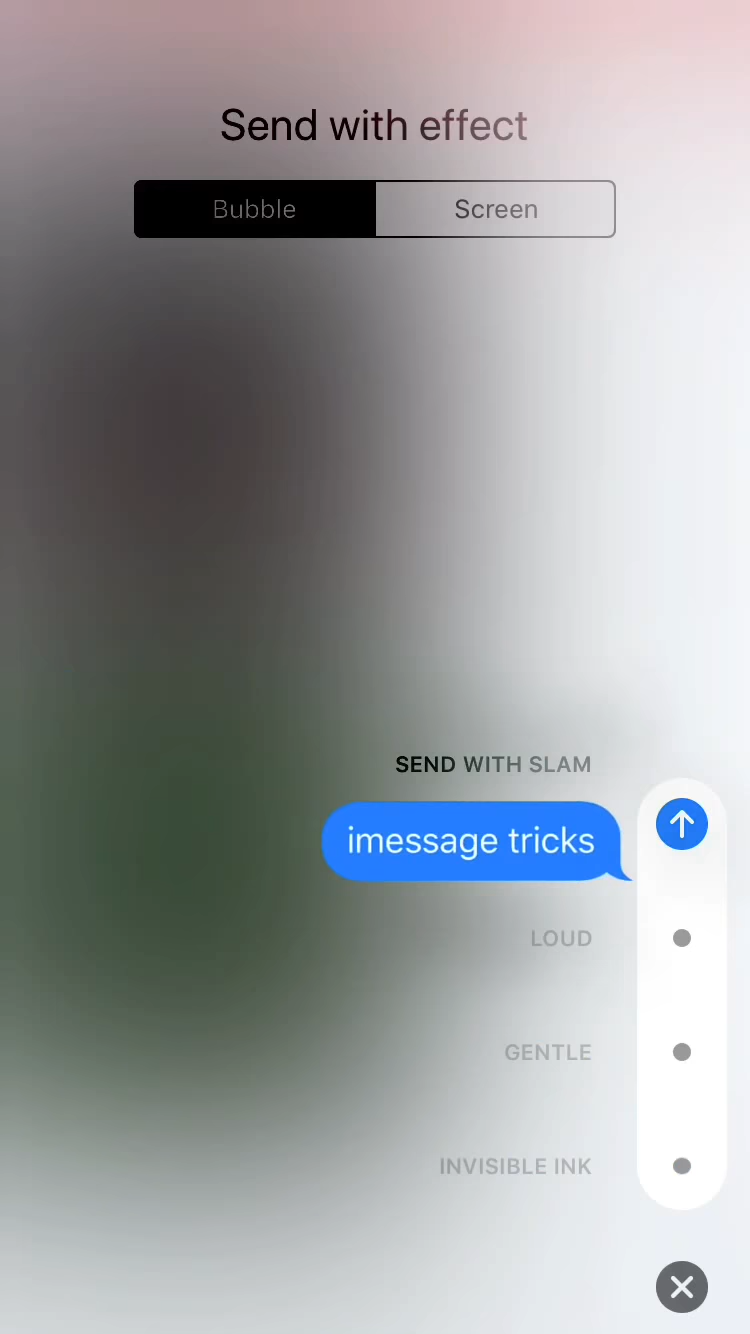 Send with effect
Bubble
Screen
SEND WITH SLAM
imessage tricks
LOUD
GENTLE
INVISIBLE INK